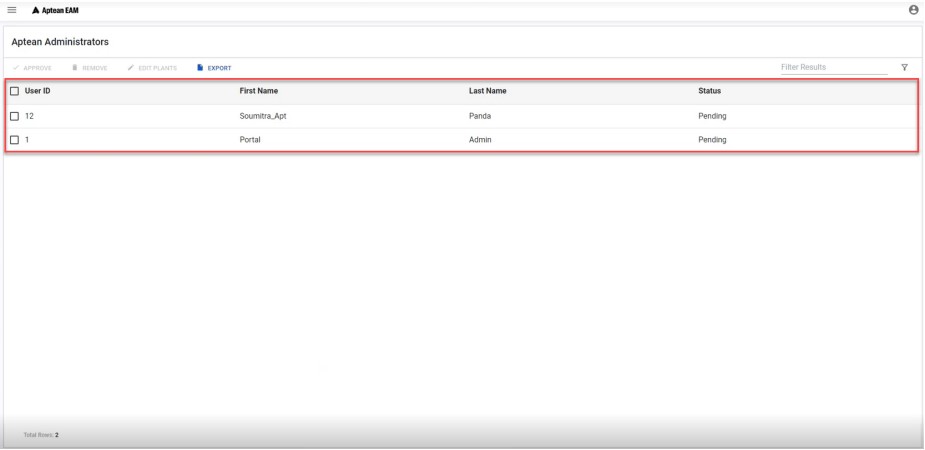 Aptean EAM
Aptean Administrators
APPROVE REMOVE EDIT PLANTS EXPORT Filter Results
User ID First Name Last Name Status
12 Soumitra_Apt Panda Pending
1 Portal Admin Pending
Total Rows: 2